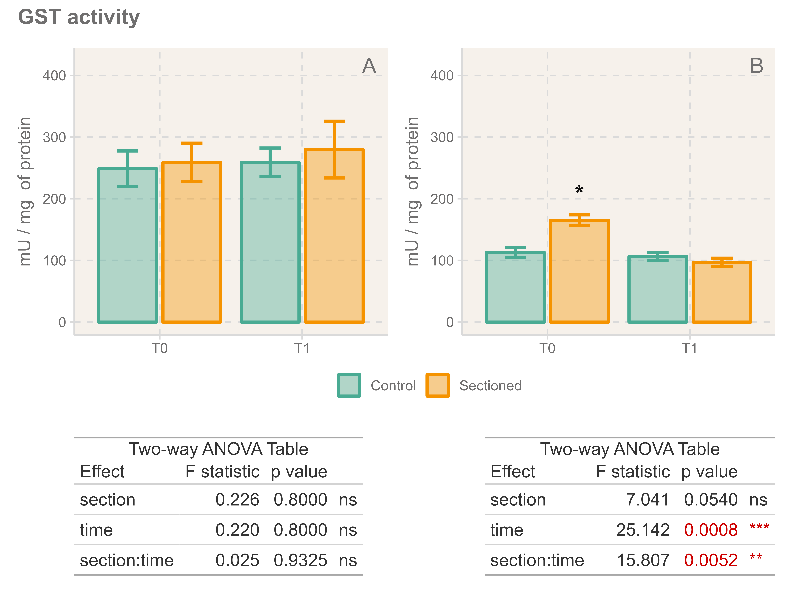 GST activity
A
B
400
300
200
100
0
mU / mg  of protein
T0
T1
400
300
200
100
0
mU / mg  of protein
*
T0
T1
Control
Sectioned
Two-way ANOVA Table
Effect F statistic p value
section 0.226 0.8000 ns
time 0.220 0.8000 ns
section:time 0.025 0.9325 ns
Two-way ANOVA Table
Effect F statistic p value
section 7.041 0.0540 ns
time 25.142 0.0008 ***
section:time 15.807 0.0052 **